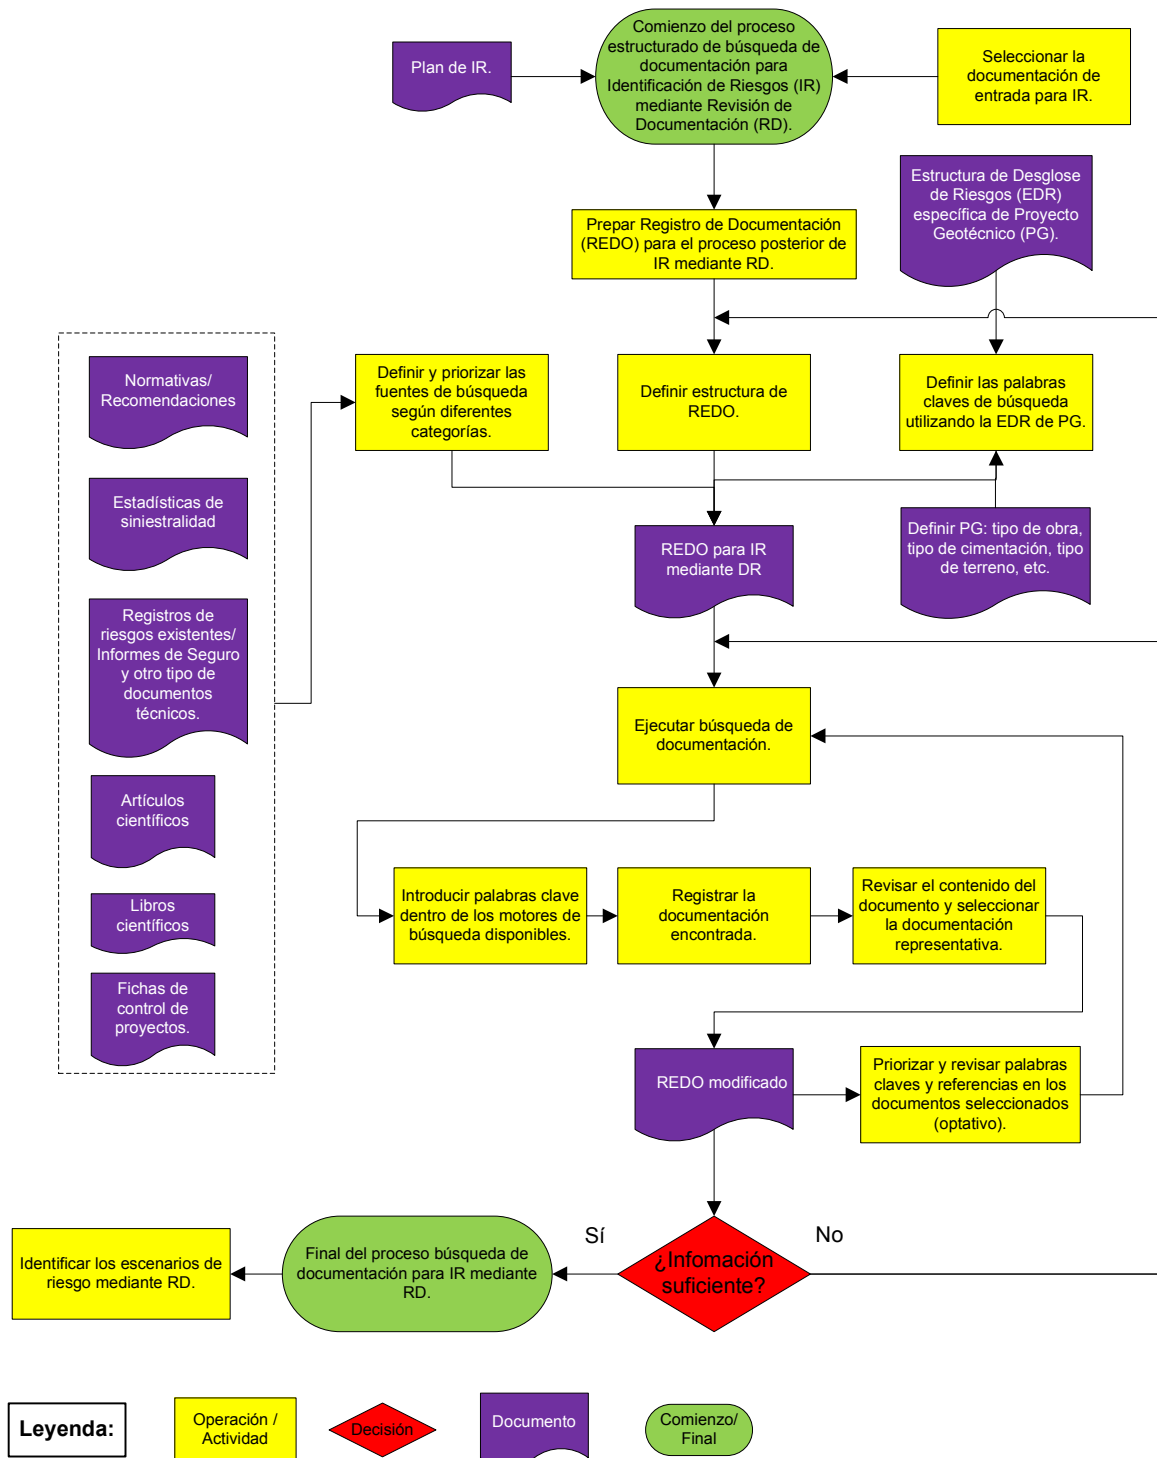 Comienzo del proceso
estructurado de búsqueda de
documentación para
Identificación de Riesgos (IR)
mediante Revisión de
Documentación (RD).
Plan de IR.
Seleccionar la
documentación de
entrada para IR.
Estructura de Desglose
de Riesgos (EDR)
específica de Proyecto
Geotécnico (PG).
Prepar Registro de Documentación
(REDO) para el proceso posterior de
IR mediante RD.
Normativas/
Recomendaciones
Definir y priorizar las
fuentes de búsqueda
según diferentes
categorías.
Definir estructura de
REDO.
Definir las palabras
claves de búsqueda
utilizando la EDR de PG.
Estadísticas de
siniestralidad
REDO para IR
mediante DR
Definir PG: tipo de obra,
tipo de cimentación, tipo
de terreno, etc.
Registros de
riesgos existentes/
Informes de Seguro
y otro tipo de
documentos
técnicos.
Ejecutar búsqueda de
documentación.
Artículos
científicos
Libros
científicos
Fichas de
control de
proyectos.
Introducir palabras clave
dentro de los motores de
búsqueda disponibles.
Registrar la
documentación
encontrada.
Revisar el contenido del
documento y seleccionar
la documentación
representativa.
REDO modificado
Priorizar y revisar palabras
claves y referencias en los
documentos seleccionados
(optativo).
¿Infomación
suficiente?
Sí
No
Final del proceso búsqueda de
documentación para IR mediante
RD.
Identificar los escenarios de
riesgo mediante RD.
Leyenda:
Operación /
Actividad
Decisión
Documento
Comienzo/
Final